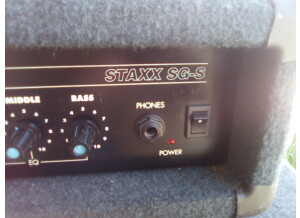 STAXX SG-S
MIDDLE BASS
PHONES
EQ
POWER